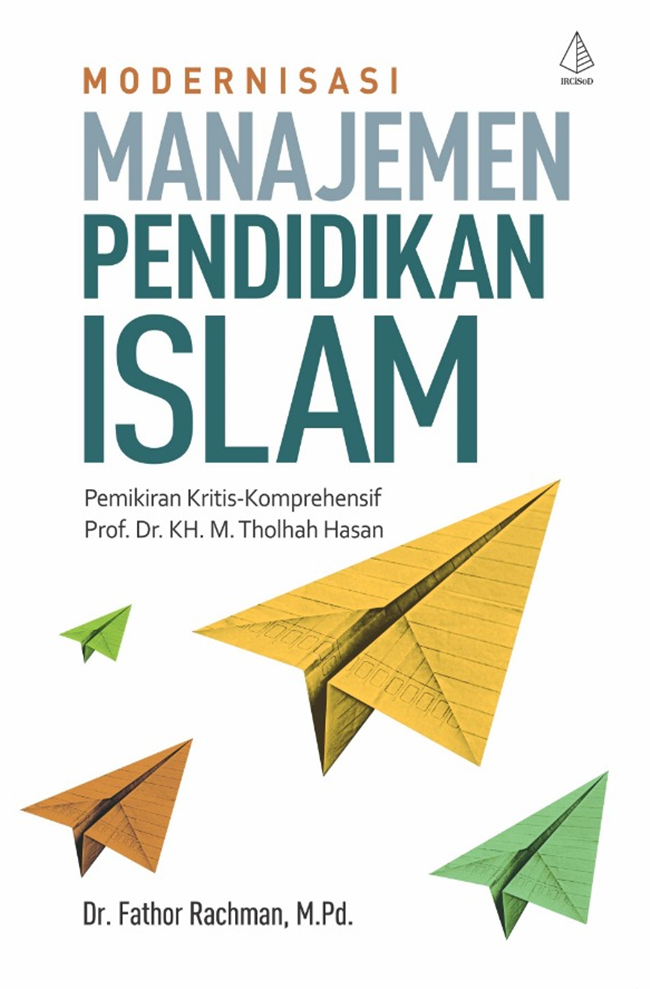 IRCiSoD
MODERNISASI
MANAJEMEN
PENDIDIKAN
ISLAM
Pemikiran Kritis-Komprehensif
Prof. Dr. KH. M. Tholhah Hasan
Dr. Fathor Rachman, M.Pd.